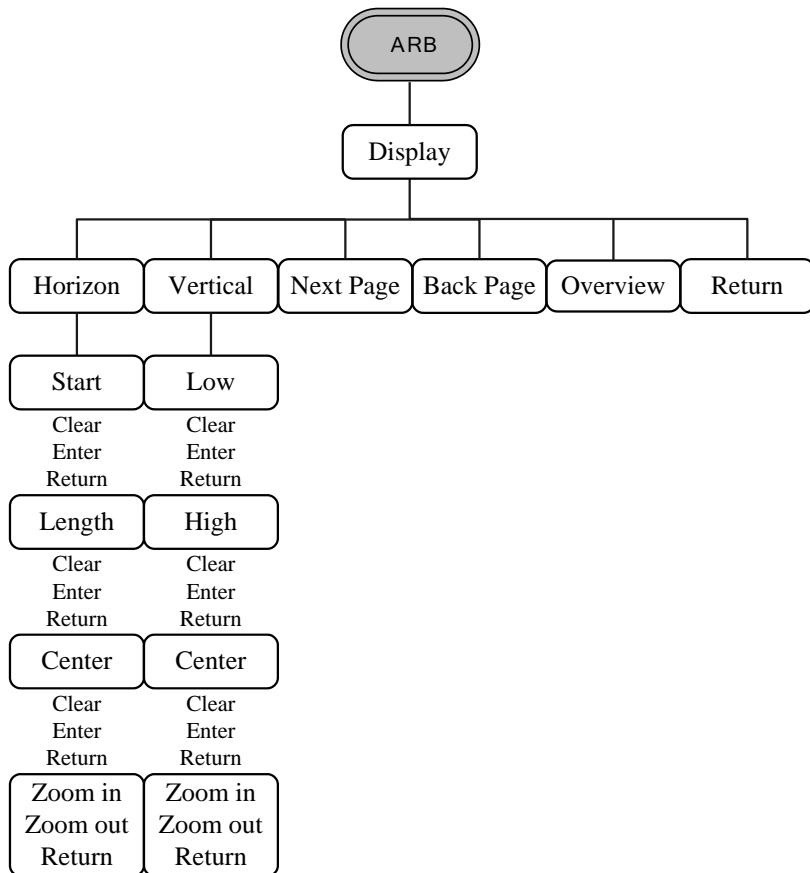 ARB
Display
Horizon
Vertical
Next Page
Back Page
Overview
Return
Start
Low
Clear
Enter
Return
Clear
Enter
Return
Length
High
Clear
Enter
Return
Clear
Enter
Return
Center
Center
Clear
Enter
Return
Clear
Enter
Return
Zoom in
Zoom out
Return
Zoom in
Zoom out
Return